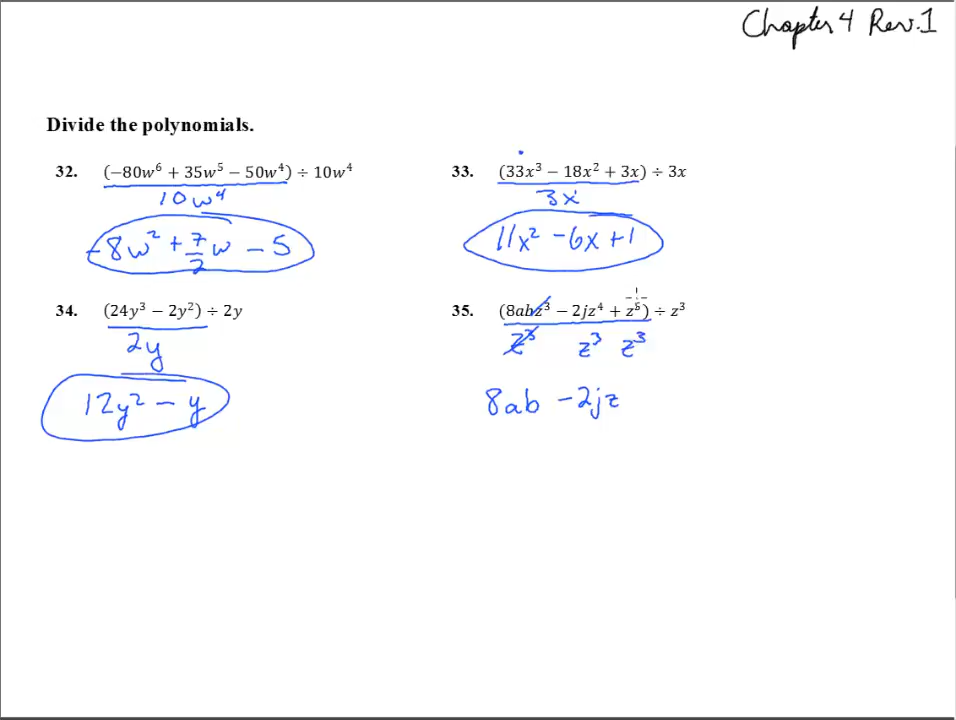 Chapter 4 Rev. 1
Divide the polynomials.
32. (−80w⁶ + 35w⁵ − 50w⁴) ÷ 10w⁴
10w⁴
−8w² + 7/2 w − 5
33. (33x³ − 18x² + 3x) ÷ 3x
3x
11x² − 6x + 1
34. (24y³ − 2y²) ÷ 2y
2y
12y² − y
35. (8abz³ − 2jz⁴ + z⁵) ÷ z³
z³ z³ z³
8ab − 2jz